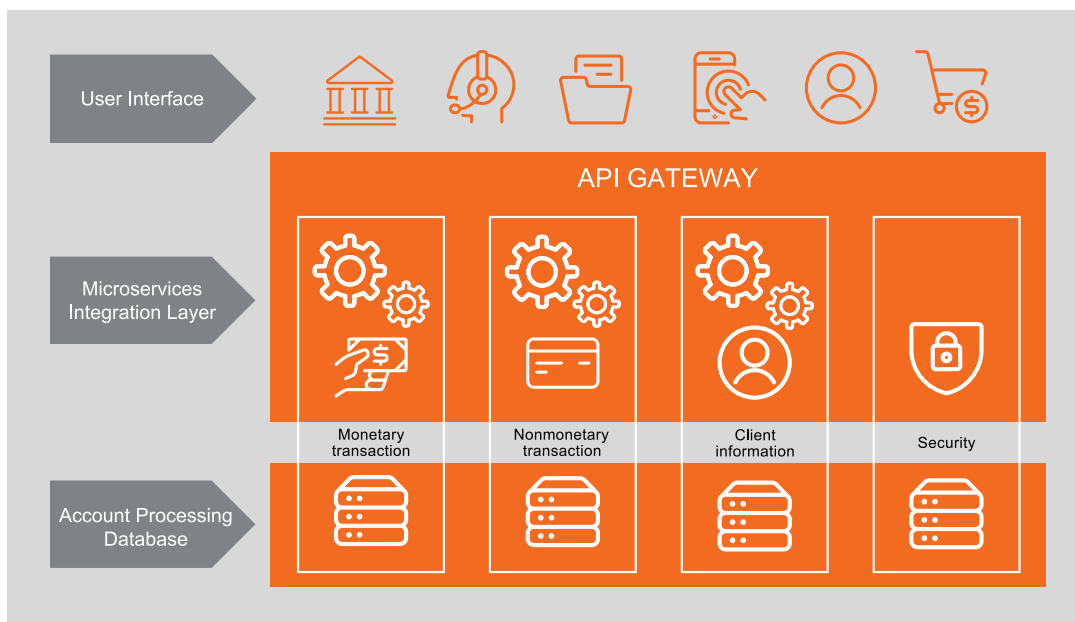 User Interface
API GATEWAY
Microservices
Integration Layer
$
$
Monetary
transaction
Nonmonetary
transaction
Client
information
Security
Account Processing
Database